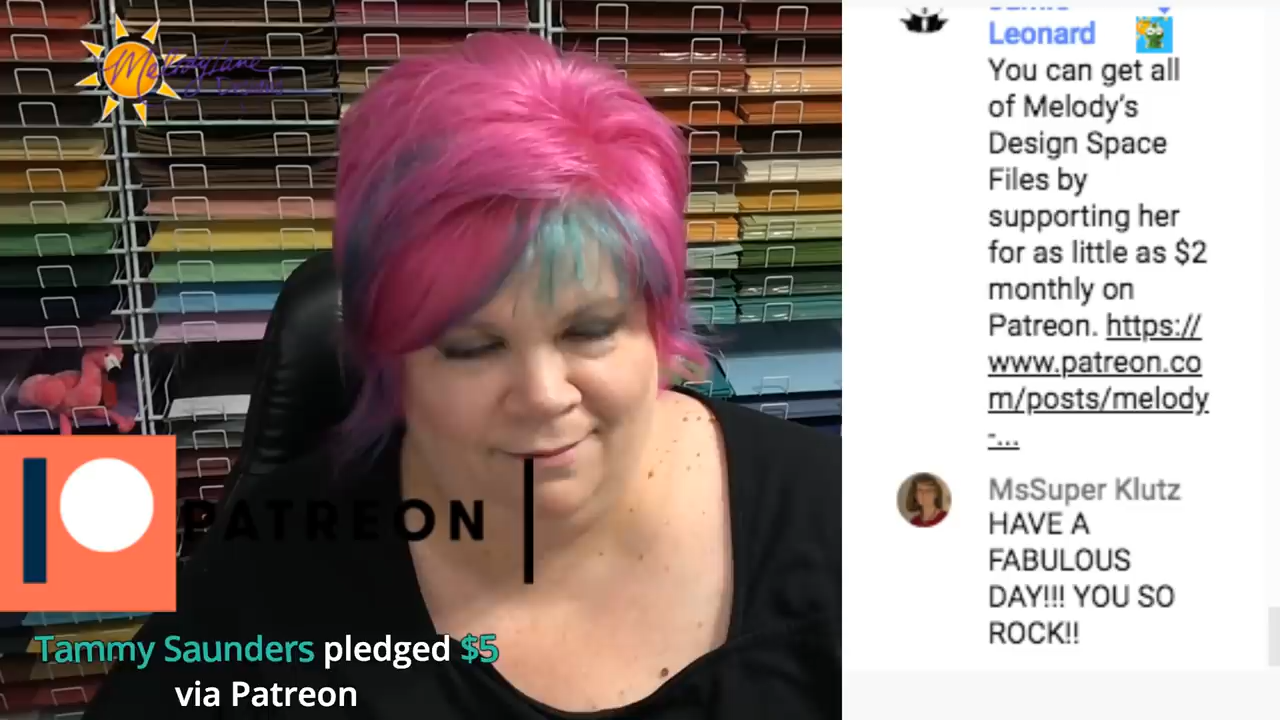 MelodyLane
PATREON
Tammy Saunders pledged $5
via Patreon
Leonard
You can get all
of Melody’s
Design Space
Files by
supporting her
for as little as $2
monthly on
Patreon. https://
www.patreon.co
m/posts/melody
-...
MsSuper Klutz
HAVE A
FABULOUS
DAY!!! YOU SO
ROCK!!